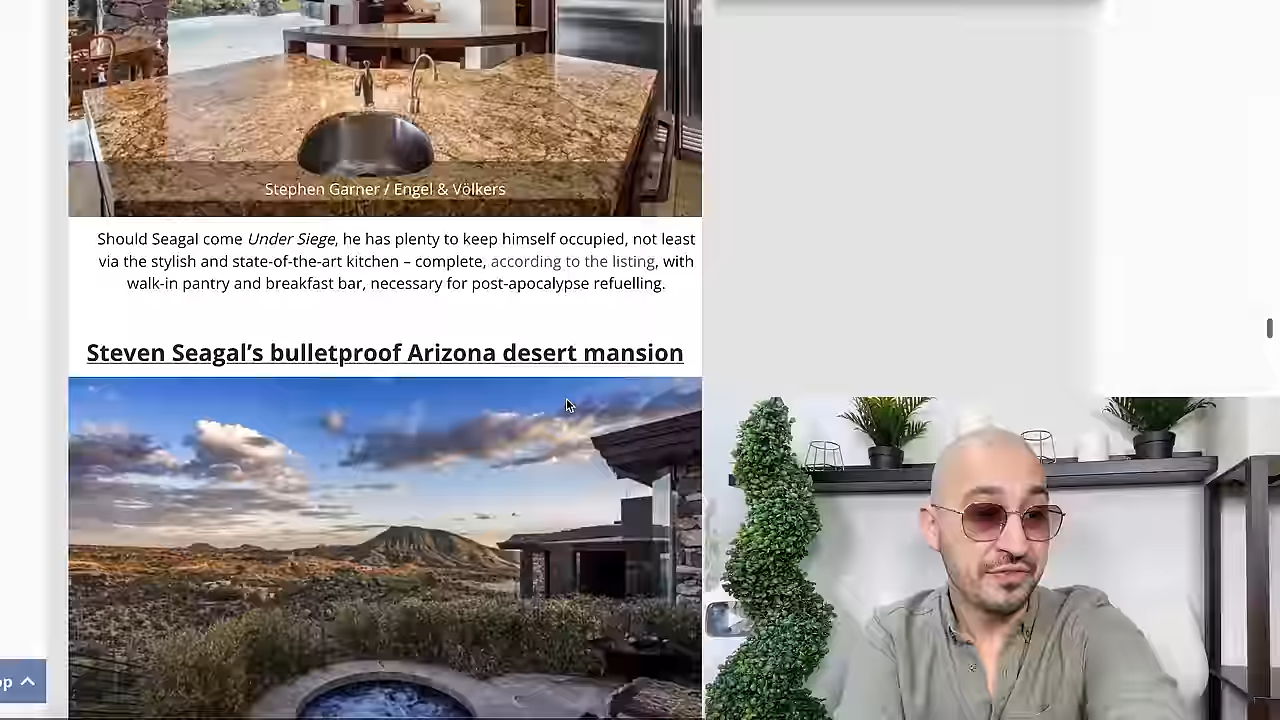 Stephen Garner / Engel & Völkers
Should Seagal come Under Siege, he has plenty to keep himself occupied, not least
via the stylish and state-of-the-art kitchen – complete, according to the listing, with
walk-in pantry and breakfast bar, necessary for post-apocalypse refuelling.
Steven Seagal’s bulletproof Arizona desert mansion
op